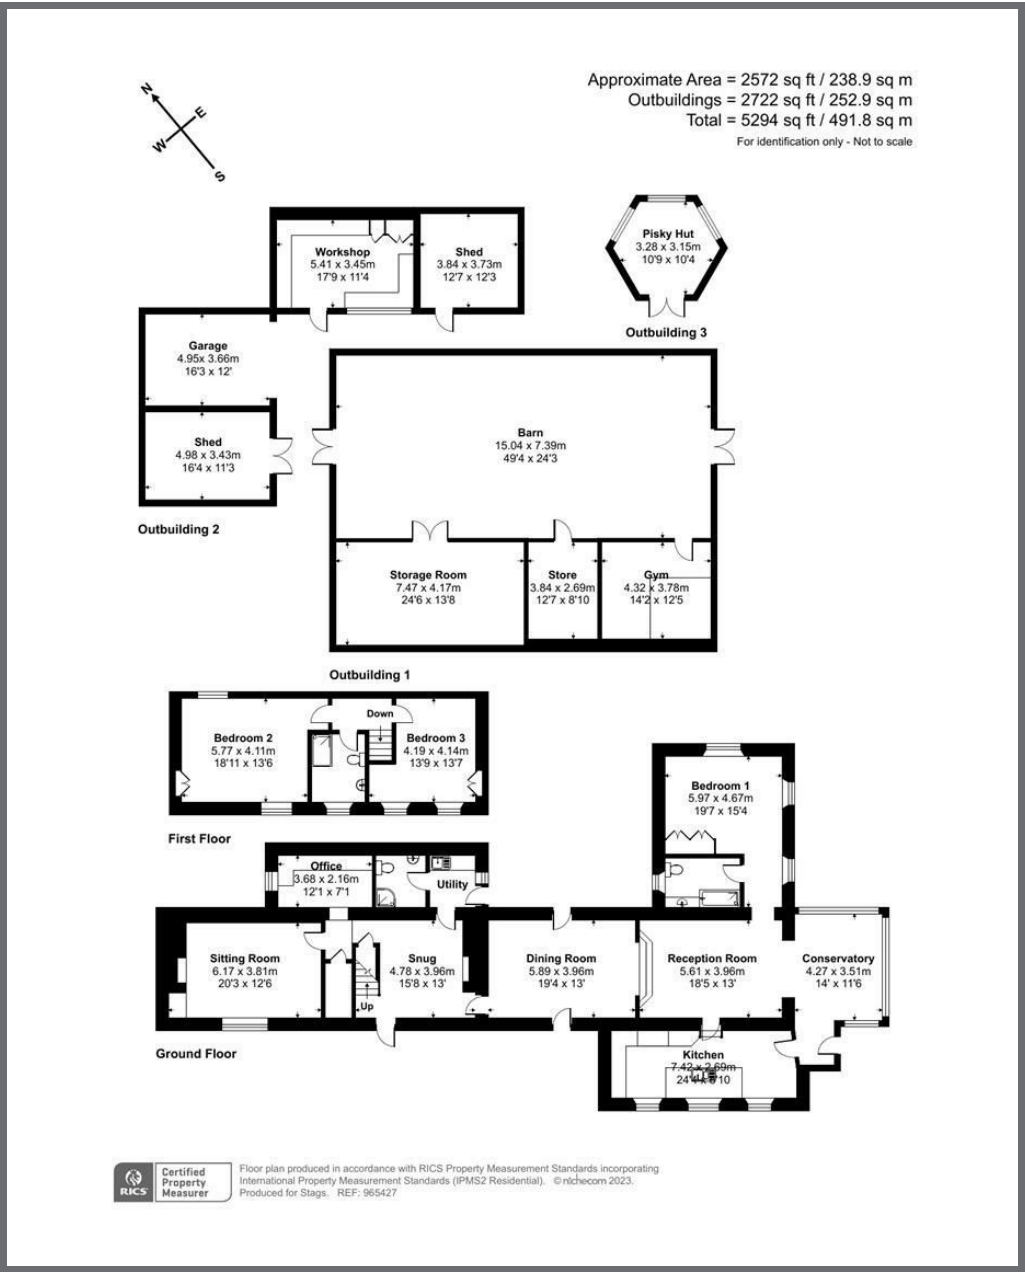 Approximate Area = 2572 sq ft / 238.9 sq m
Outbuildings = 2722 sq ft / 252.9 sq m
Total = 5294 sq ft / 491.8 sq m
For identification only - Not to scale
N
E
W
S
Workshop
5.41 x 3.45m
17'9 x 11'4
Shed
3.84 x 3.73m
12'7 x 12'3
Pisky Hut
3.28 x 3.15m
10'9 x 10'4
Outbuilding 3
Garage
4.95x 3.66m
16'3 x 12'
Shed
4.98 x 3.43m
16'4 x 11'3
Outbuilding 2
Barn
15.04 x 7.39m
49'4 x 24'3
Storage Room
7.47 x 4.17m
24'6 x 13'8
Store
3.84 x 2.69m
12'7 x 8'10
Gym
4.32 x 3.78m
14'2 x 12'5
Outbuilding 1
Bedroom 2
5.77 x 4.11m
18'11 x 13'6
Down
Bedroom 3
4.19 x 4.14m
13'9 x 13'7
First Floor
Bedroom 1
5.97 x 4.67m
19'7 x 15'4
Office
3.68 x 2.16m
12'1 x 7'1
Utility
Sitting Room
6.17 x 3.81m
20'3 x 12'6
Up
Snug
4.78 x 3.96m
15'8 x 13'
Dining Room
5.89 x 3.96m
19'4 x 13'
Reception Room
5.61 x 3.96m
18'5 x 13'
Conservatory
4.27 x 3.51m
14' x 11'6
Kitchen
7.42 x 2.69m
24'4 x 8'10
Ground Floor
RICS
Certified
Property
Measurer
Floor plan produced in accordance with RICS Property Measurement Standards incorporating
International Property Measurement Standards (IPMS2 Residential). © nichecom 2023.
Produced for Stags. REF: 965427